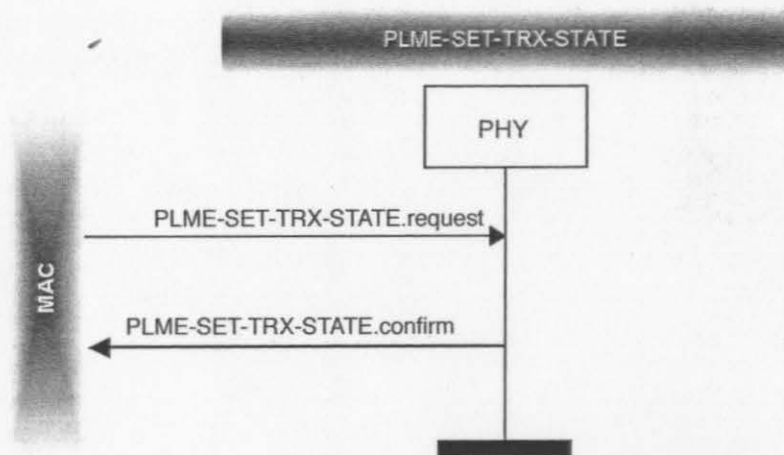 PLME-SET-TRX-STATE
PHY
PLME-SET-TRX-STATE.request
MAC
PLME-SET-TRX-STATE.confirm